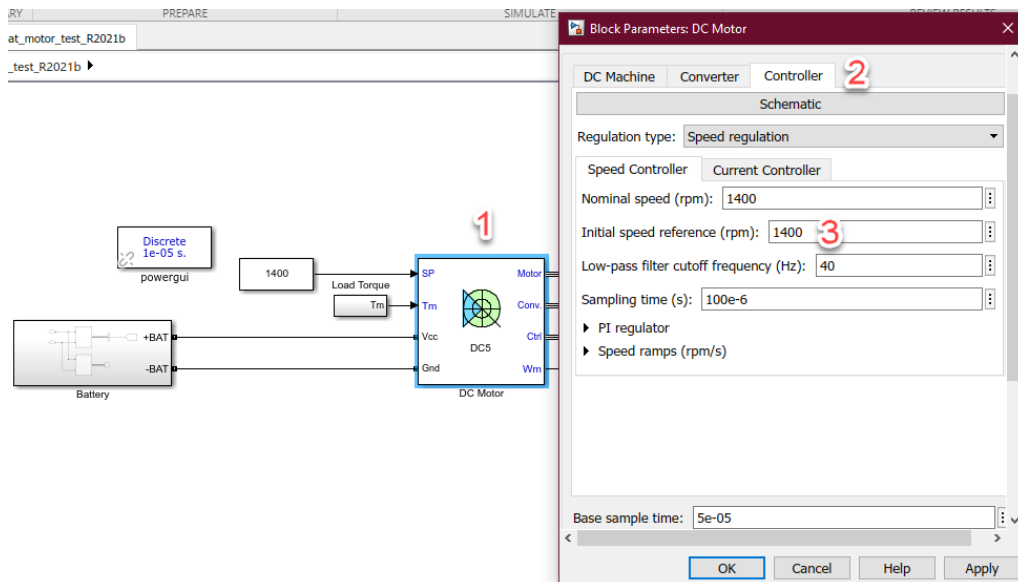 ARY
PREPARE
SIMULATE
REVIEW RESULTS
at_motor_test_R2021b
_test_R2021b
Discrete
1e-05 s.
powergui
1400
Load Torque
Tm
+BAT
-BAT
Battery
1
SP
Tm
Vcc
Gnd
Motor
Conv.
Ctrl
Wm
DC5
DC Motor
Block Parameters: DC Motor
DC Machine Converter Controller 2
Schematic
Regulation type: Speed regulation
Speed Controller Current Controller
Nominal speed (rpm): 1400
Initial speed reference (rpm): 1400 3
Low-pass filter cutoff frequency (Hz): 40
Sampling time (s): 100e-6
PI regulator
Speed ramps (rpm/s)
Base sample time: 5e-05
OK Cancel Help Apply